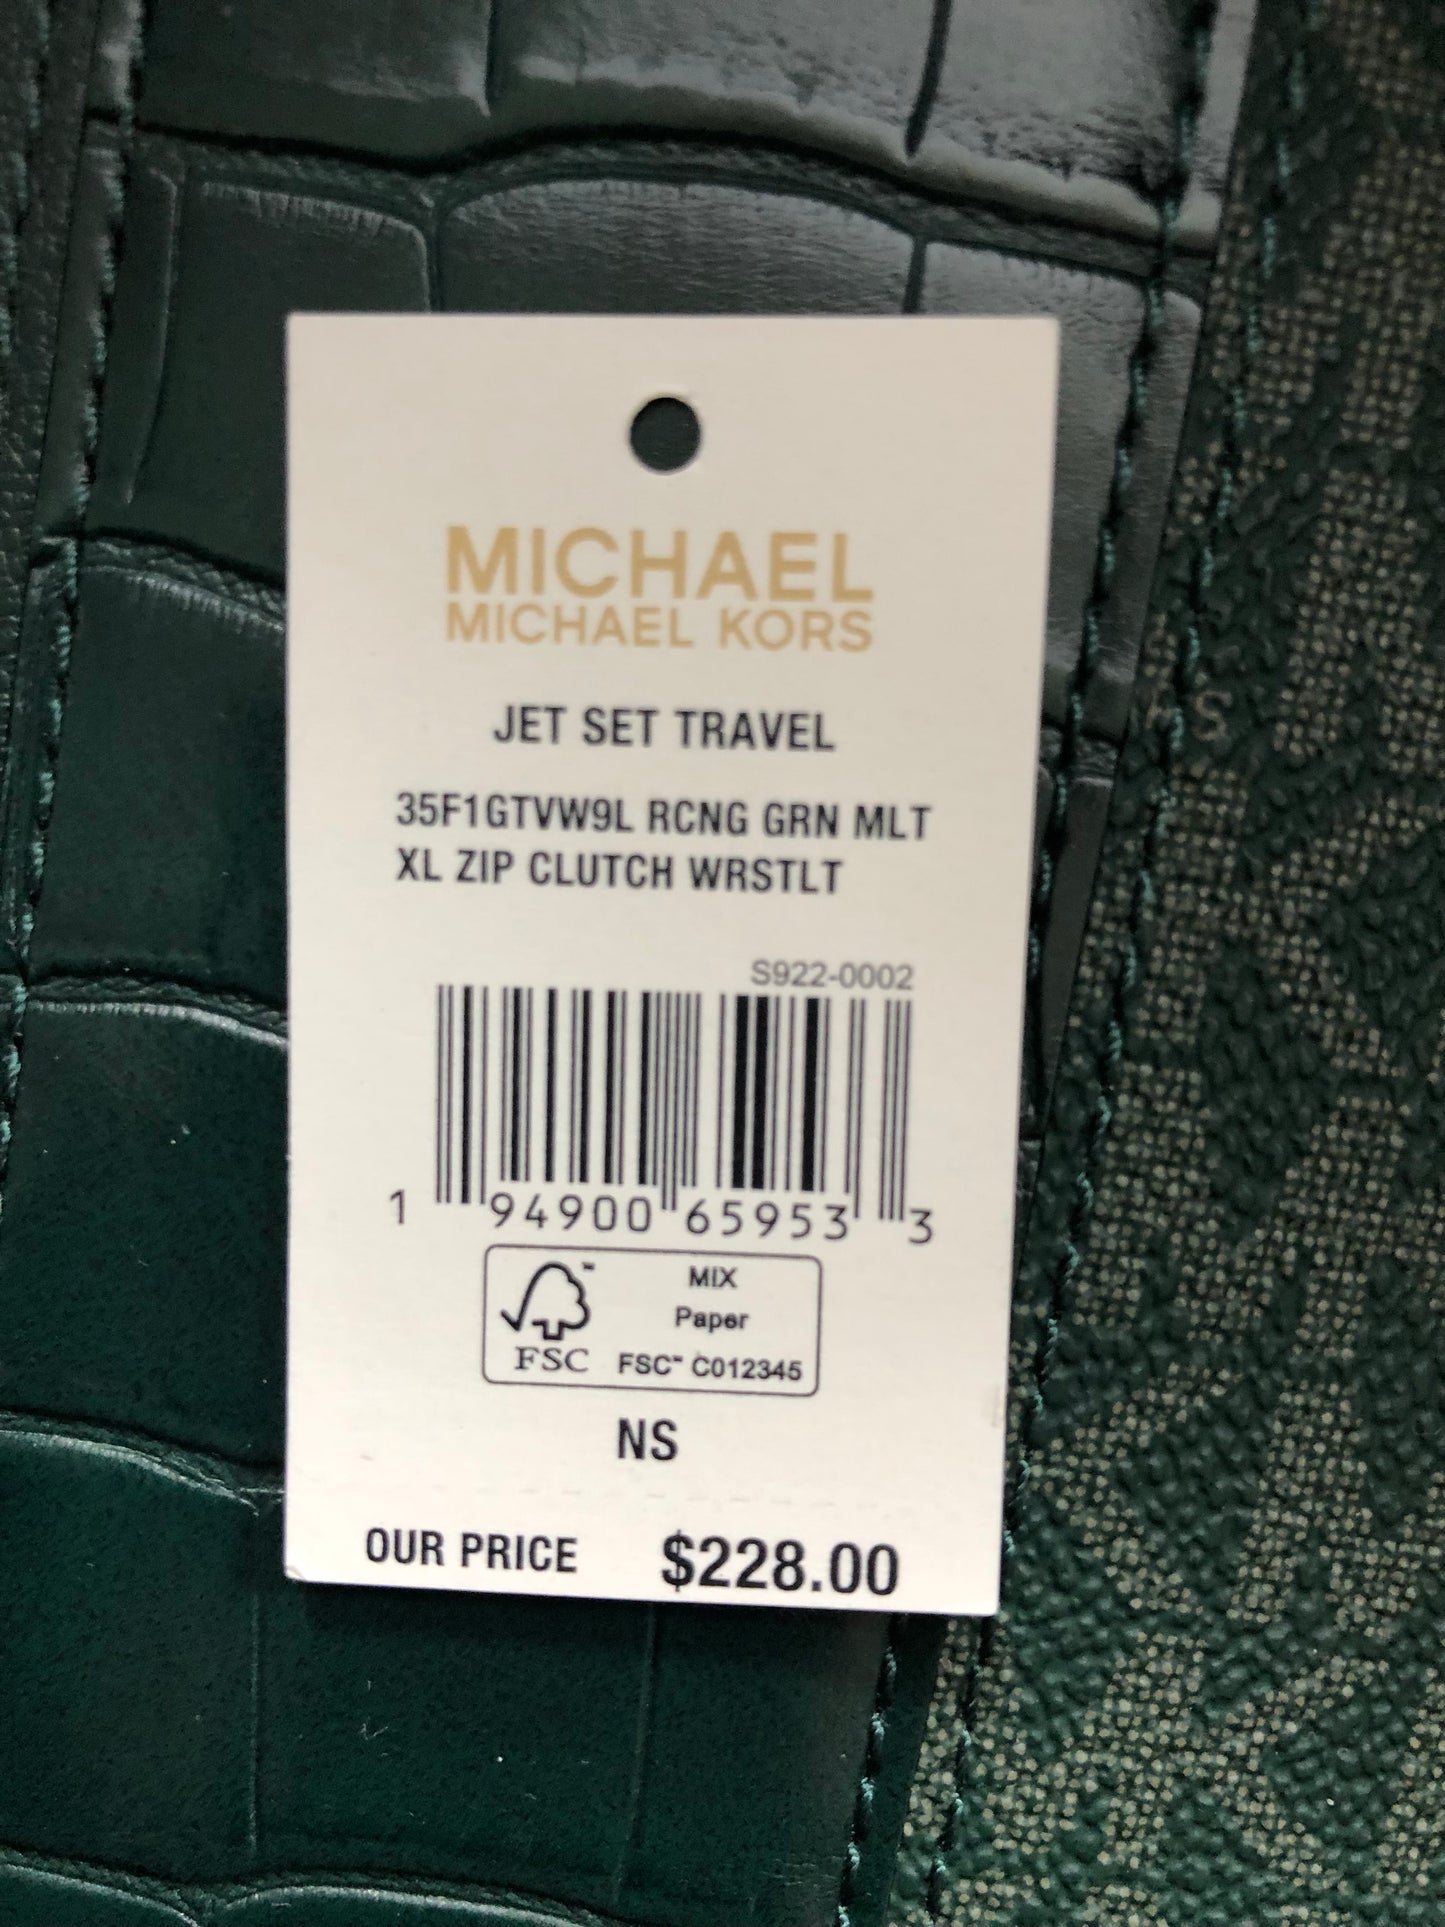 MICHAEL
MICHAEL KORS
JET SET TRAVEL
35F1GTVW9L RCNG GRN MLT
XL ZIP CLUTCH WRSTLT
S922-0002
1 94900 65953 3
FSC
MIX
Paper
FSC™ C012345
NS
OUR PRICE $228.00